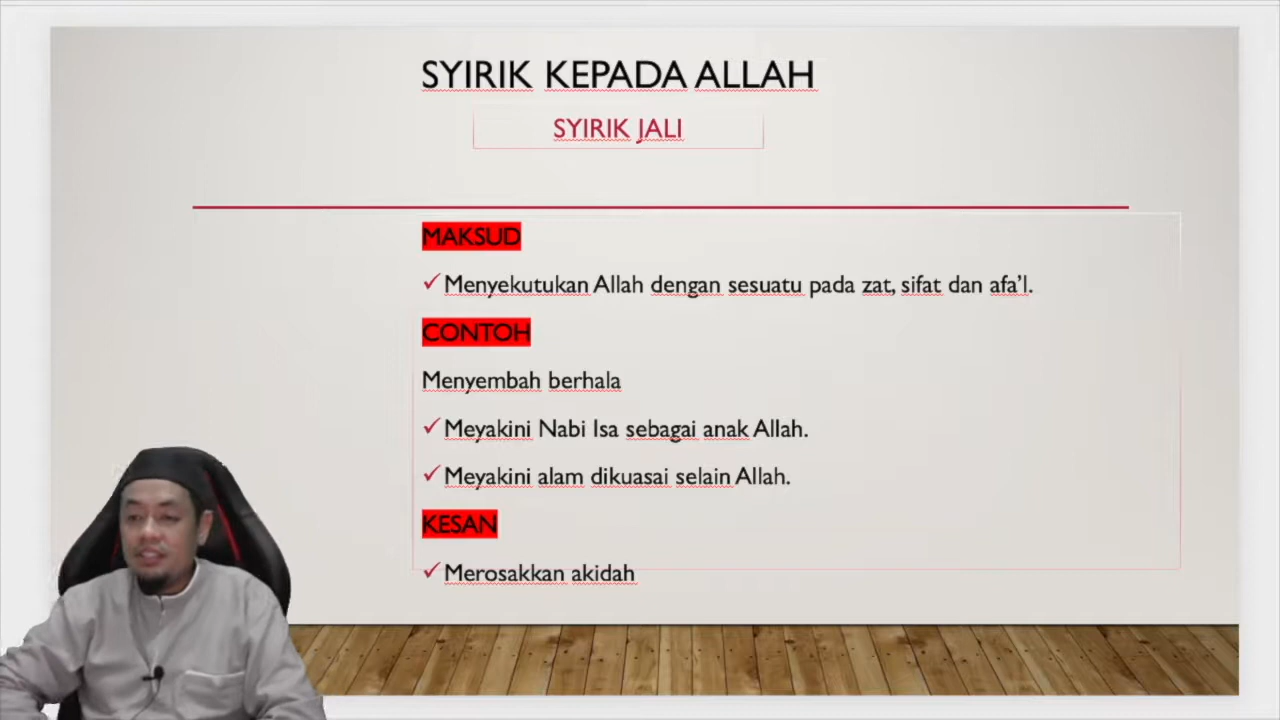 SYIRIK KEPADA ALLAH
SYIRIK JALI
MAKSUD
✓ Menyekutukan Allah dengan sesuatu pada zat, sifat dan afa'l.
CONTOH
Menyembah berhala
✓ Meyakini Nabi Isa sebagai anak Allah.
✓ Meyakini alam dikuasai selain Allah.
KESAN
✓ Merosakkan akidah